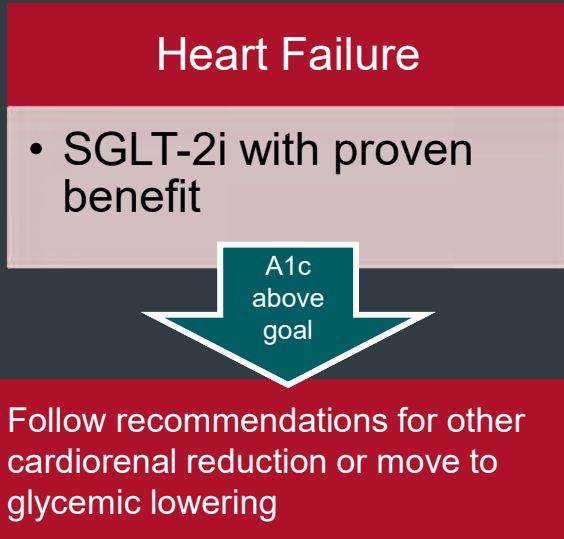 Heart Failure
• SGLT-2i with proven
benefit
A1c
above
goal
Follow recommendations for other
cardiorenal reduction or move to
glycemic lowering